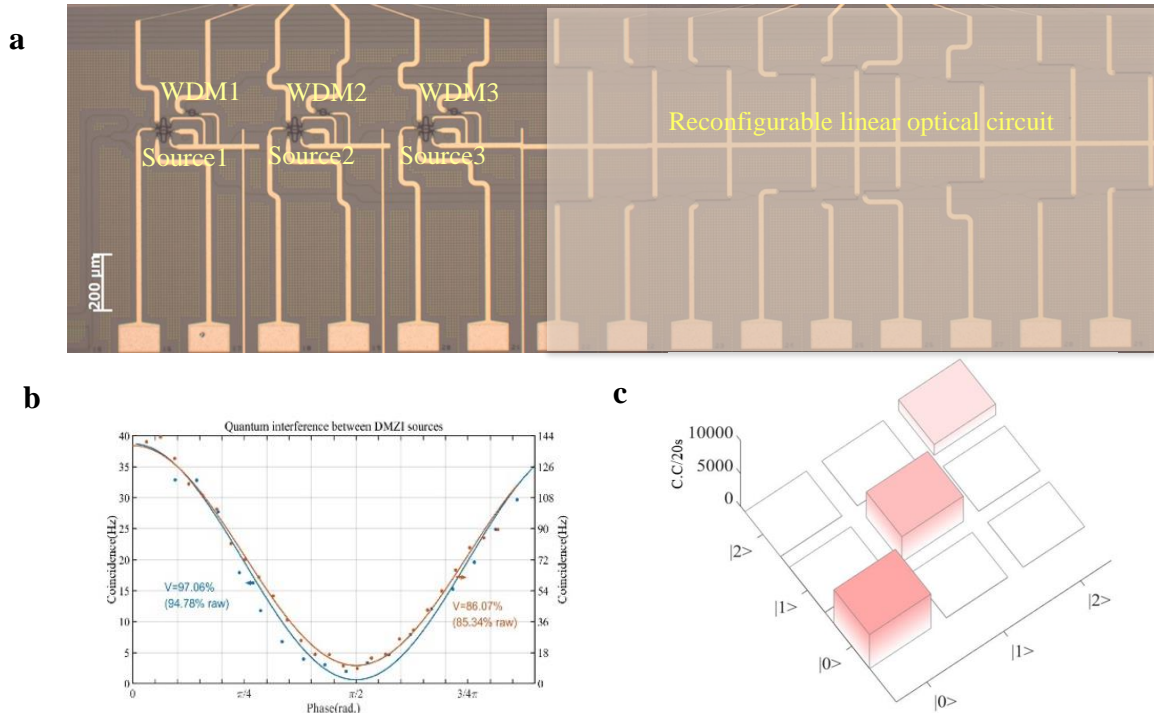 a
WDM1 WDM2 WDM3
Reconfigurable linear optical circuit
Source1 Source2 Source3
200 μm
b
Quantum interference between DMZI sources
40 144
35 126
30 108
25 90
20 72
15 54
10 36
5 18
0 0
Coincidence(Hz)
Coincidence(Hz)
V=97.06%
(94.78% raw)
V=86.07%
(85.34% raw)
0 π/4 π/2 3/4π
Phase(rad.)
c
10000
5000
0
C.C/20s
|2>
|1>
|0>
|0>
|1>
|2>